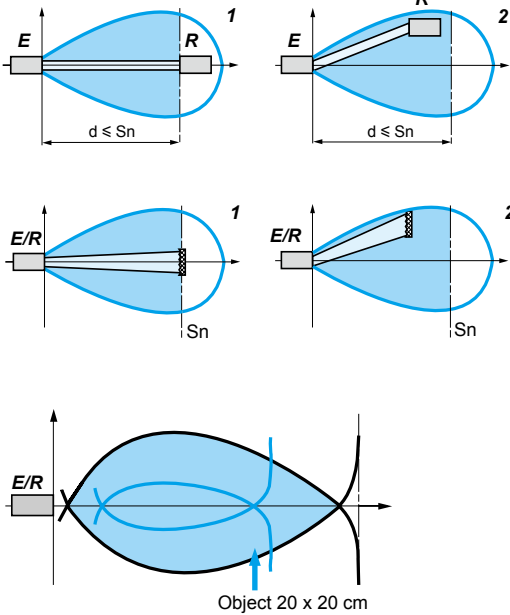 R
E R 1
E 2
d ⩽ Sn
d ⩽ Sn
E/R 1
E/R 2
Sn
Sn
E/R
Object 20 x 20 cm